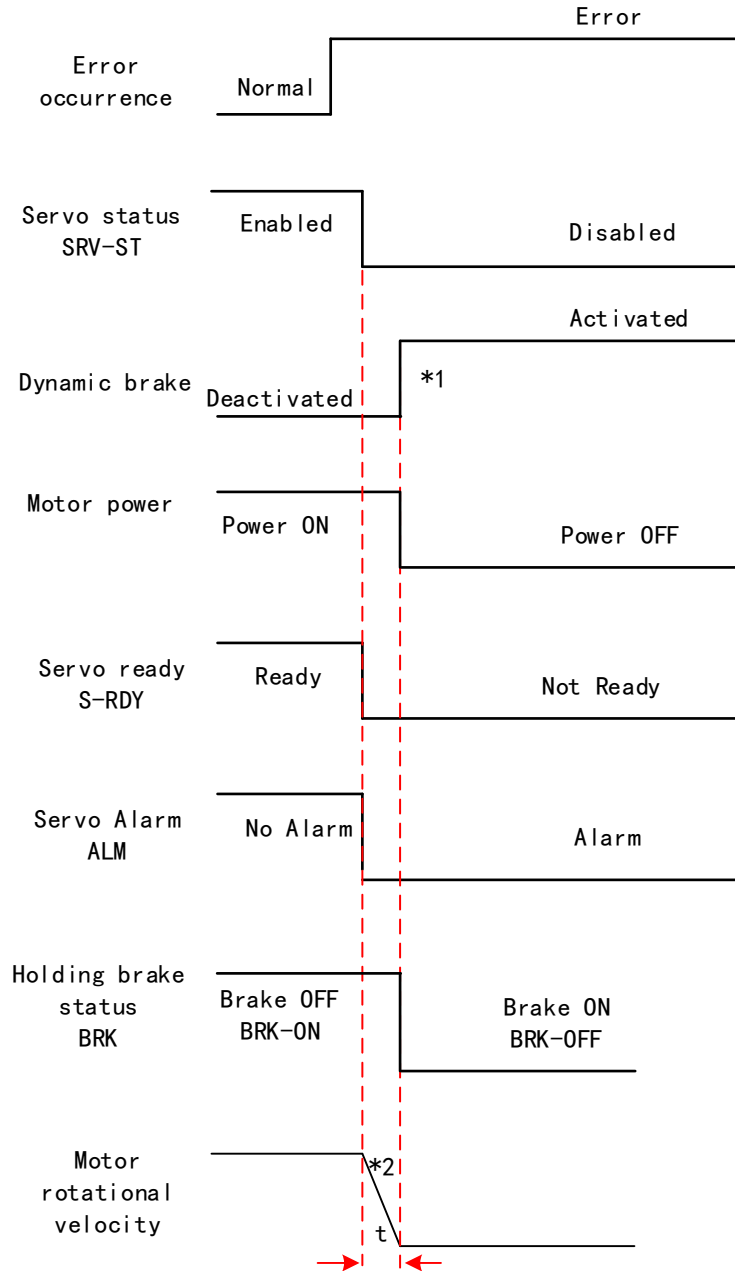 Error
Error
occurrence
Normal
Servo status
SRV-ST
Enabled
Disabled
Activated
Dynamic brake
Deactivated
*1
Motor power
Power ON
Power OFF
Servo ready
S-RDY
Ready
Not Ready
Servo Alarm
ALM
No Alarm
Alarm
Holding brake
status
BRK
Brake OFF
BRK-ON
Brake ON
BRK-OFF
Motor
rotational
velocity
*2
t